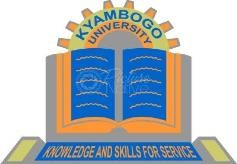 KYAMBOGO
UNIVERSITY
KNOWLEDGE AND SKILLS FOR SERVICE